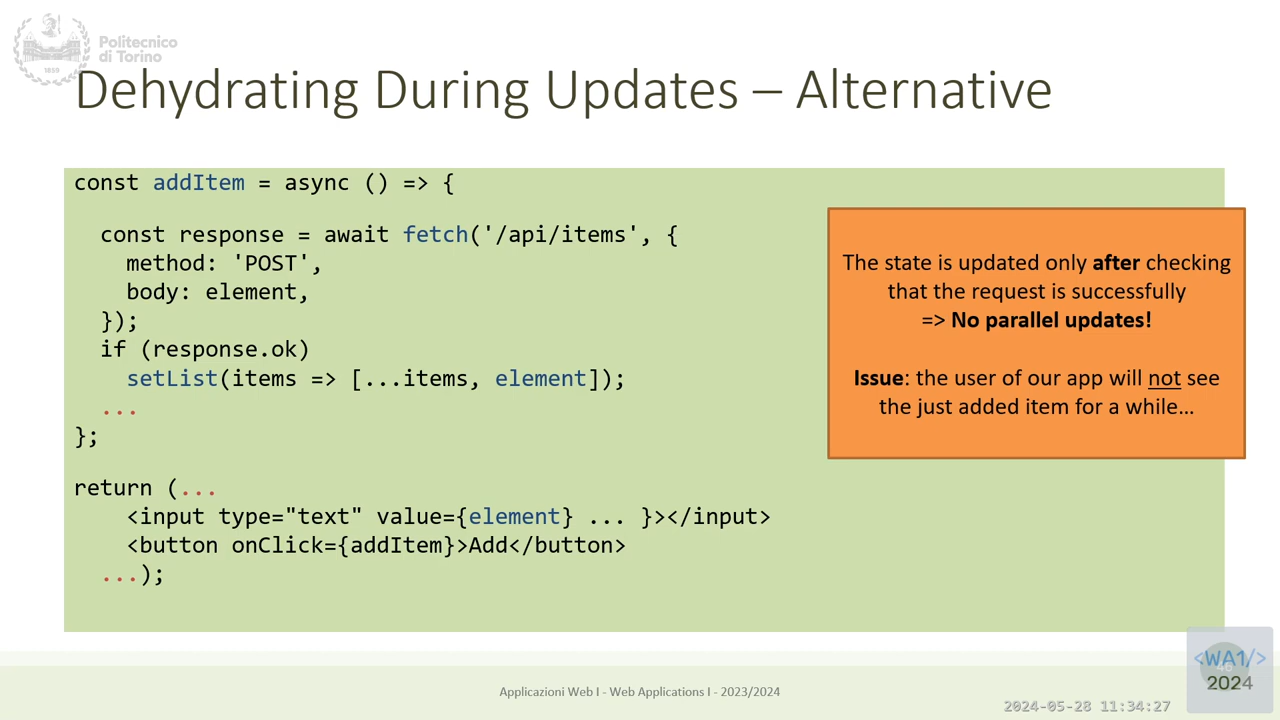 Politecnico
di Torino
1859
Dehydrating During Updates – Alternative
const addItem = async () => {
const response = await fetch('/api/items', {
method: 'POST',
body: element,
});
if (response.ok)
setList(items => [...items, element]);
...
};
return (...
<input type="text" value={element} ... }></input>
<button onClick={addItem}>Add</button>
...);
The state is updated only after checking
that the request is successfully
=> No parallel updates!
Issue: the user of our app will not see
the just added item for a while…
Applicazioni Web I - Web Applications I - 2023/2024
<WA1/>
2024
2024-05-28 11:34:27